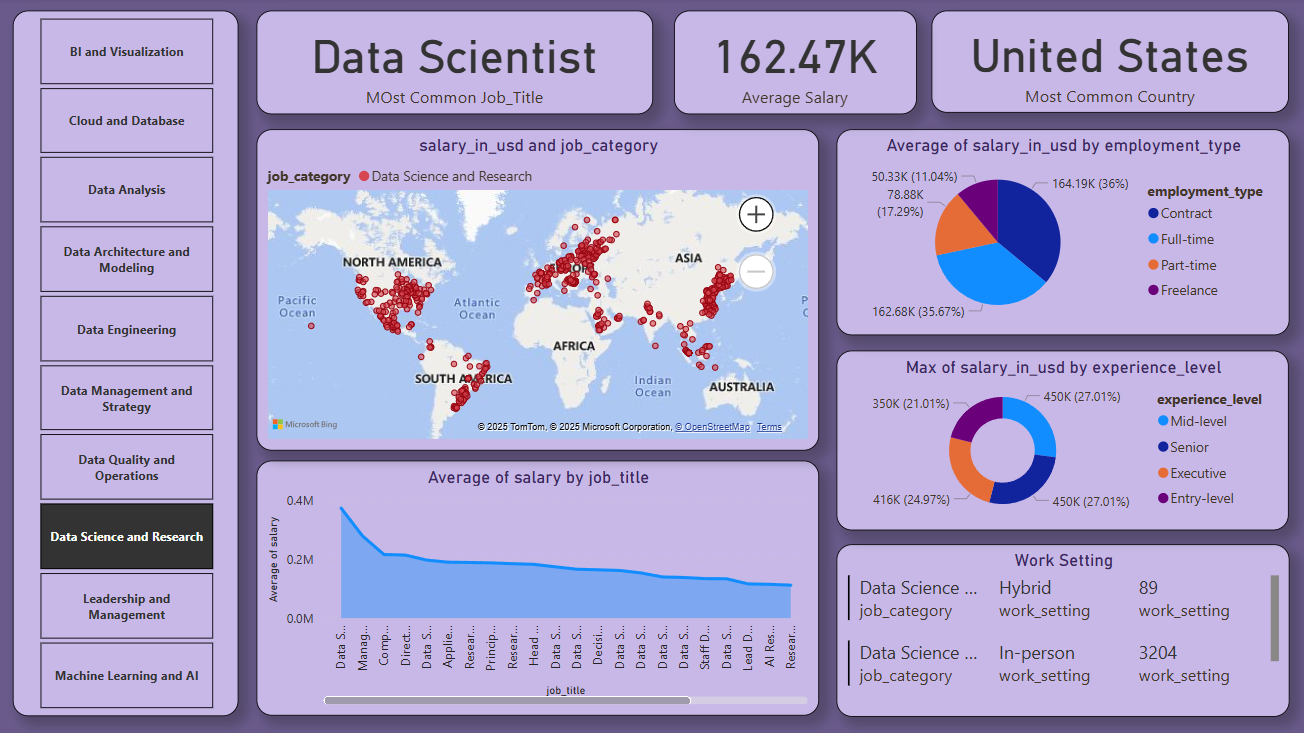 BI and Visualization
Cloud and Database
Data Analysis
Data Architecture and
Modeling
Data Engineering
Data Management and
Strategy
Data Quality and
Operations
Data Science and Research
Leadership and
Management
Machine Learning and AI
Data Scientist
MOst Common Job_Title
162.47K
Average Salary
United States
Most Common Country
salary_in_usd and job_category
job_category Data Science and Research
NORTH AMERICA
ASIA
Pacific
Ocean
Atlantic
Ocean
AFRICA
SOUTH AMERICA
Indian
Ocean
AUSTRALIA
Microsoft Bing
© 2025 TomTom, © 2025 Microsoft Corporation, © OpenStreetMap Terms
Average of salary by job_title
Average of salary
0.4M
0.2M
0.0M
Data S...
Manag...
Comp...
Direct...
Data S...
Applie...
Resear...
Princip...
Resear...
Head ...
Data S...
Data S...
Decisi...
Data S...
Data S...
Data S...
Data S...
Staff D...
Data S...
Lead D...
AI Res...
Resear...
job_title
Average of salary_in_usd by employment_type
50.33K (11.04%)
78.88K
(17.29%)
164.19K (36%)
162.68K (35.67%)
employment_type
Contract
Full-time
Part-time
Freelance
Max of salary_in_usd by experience_level
350K (21.01%)
450K (27.01%)
416K (24.97%)
450K (27.01%)
experience_level
Mid-level
Senior
Executive
Entry-level
Work Setting
Data Science ... Hybrid 89
job_category work_setting work_setting
Data Science ... In-person 3204
job_category work_setting work_setting